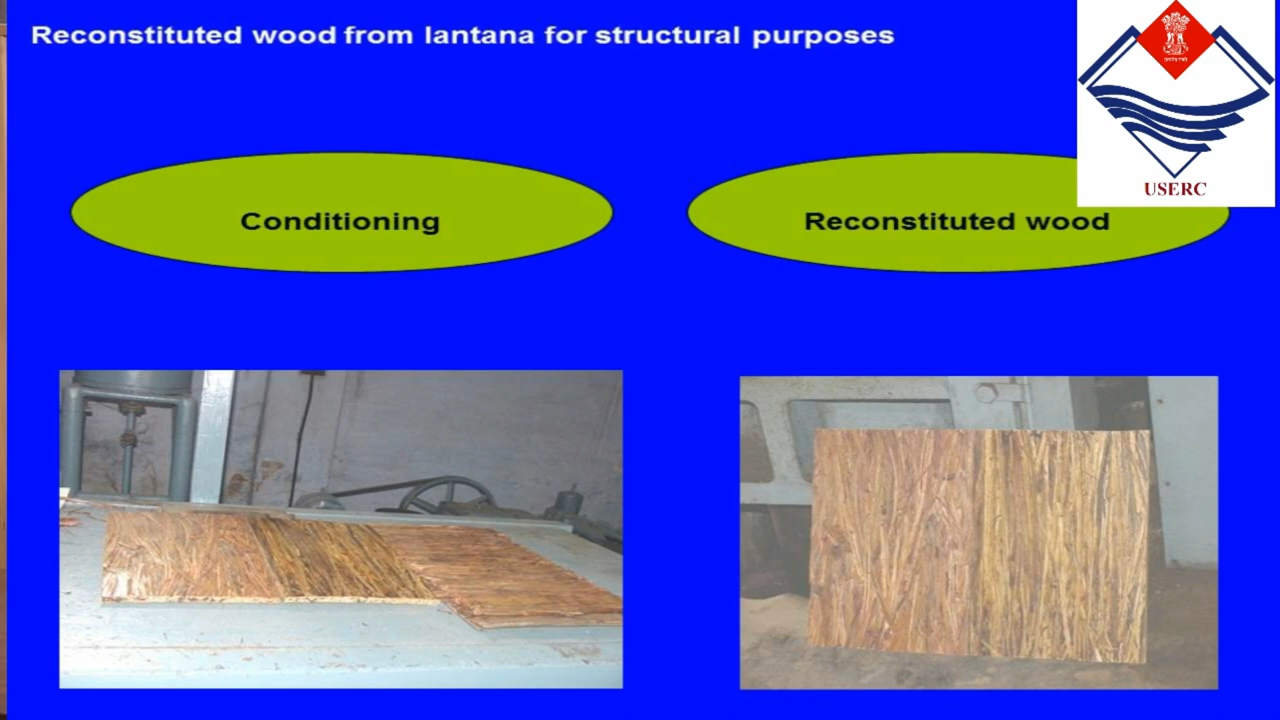 Reconstituted wood from lantana for structural purposes
Conditioning
Reconstituted wood
USERC